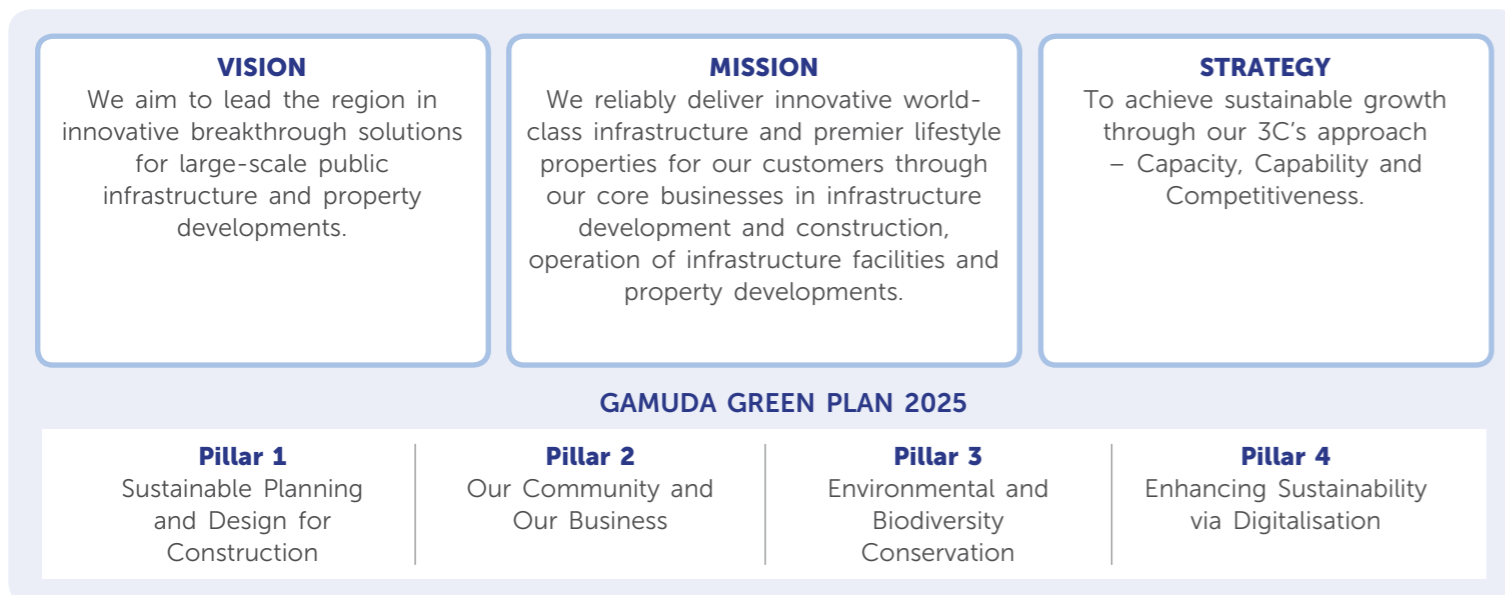 VISION
We aim to lead the region in
innovative breakthrough solutions
for large-scale public
infrastructure and property
developments.
MISSION
We reliably deliver innovative world-
class infrastructure and premier lifestyle
properties for our customers through
our core businesses in infrastructure
development and construction,
operation of infrastructure facilities and
property developments.
STRATEGY
To achieve sustainable growth
through our 3C's approach
– Capacity, Capability and
Competitiveness.
GAMUDA GREEN PLAN 2025
Pillar 1
Sustainable Planning
and Design for
Construction
Pillar 2
Our Community and
Our Business
Pillar 3
Environmental and
Biodiversity
Conservation
Pillar 4
Enhancing Sustainability
via Digitalisation